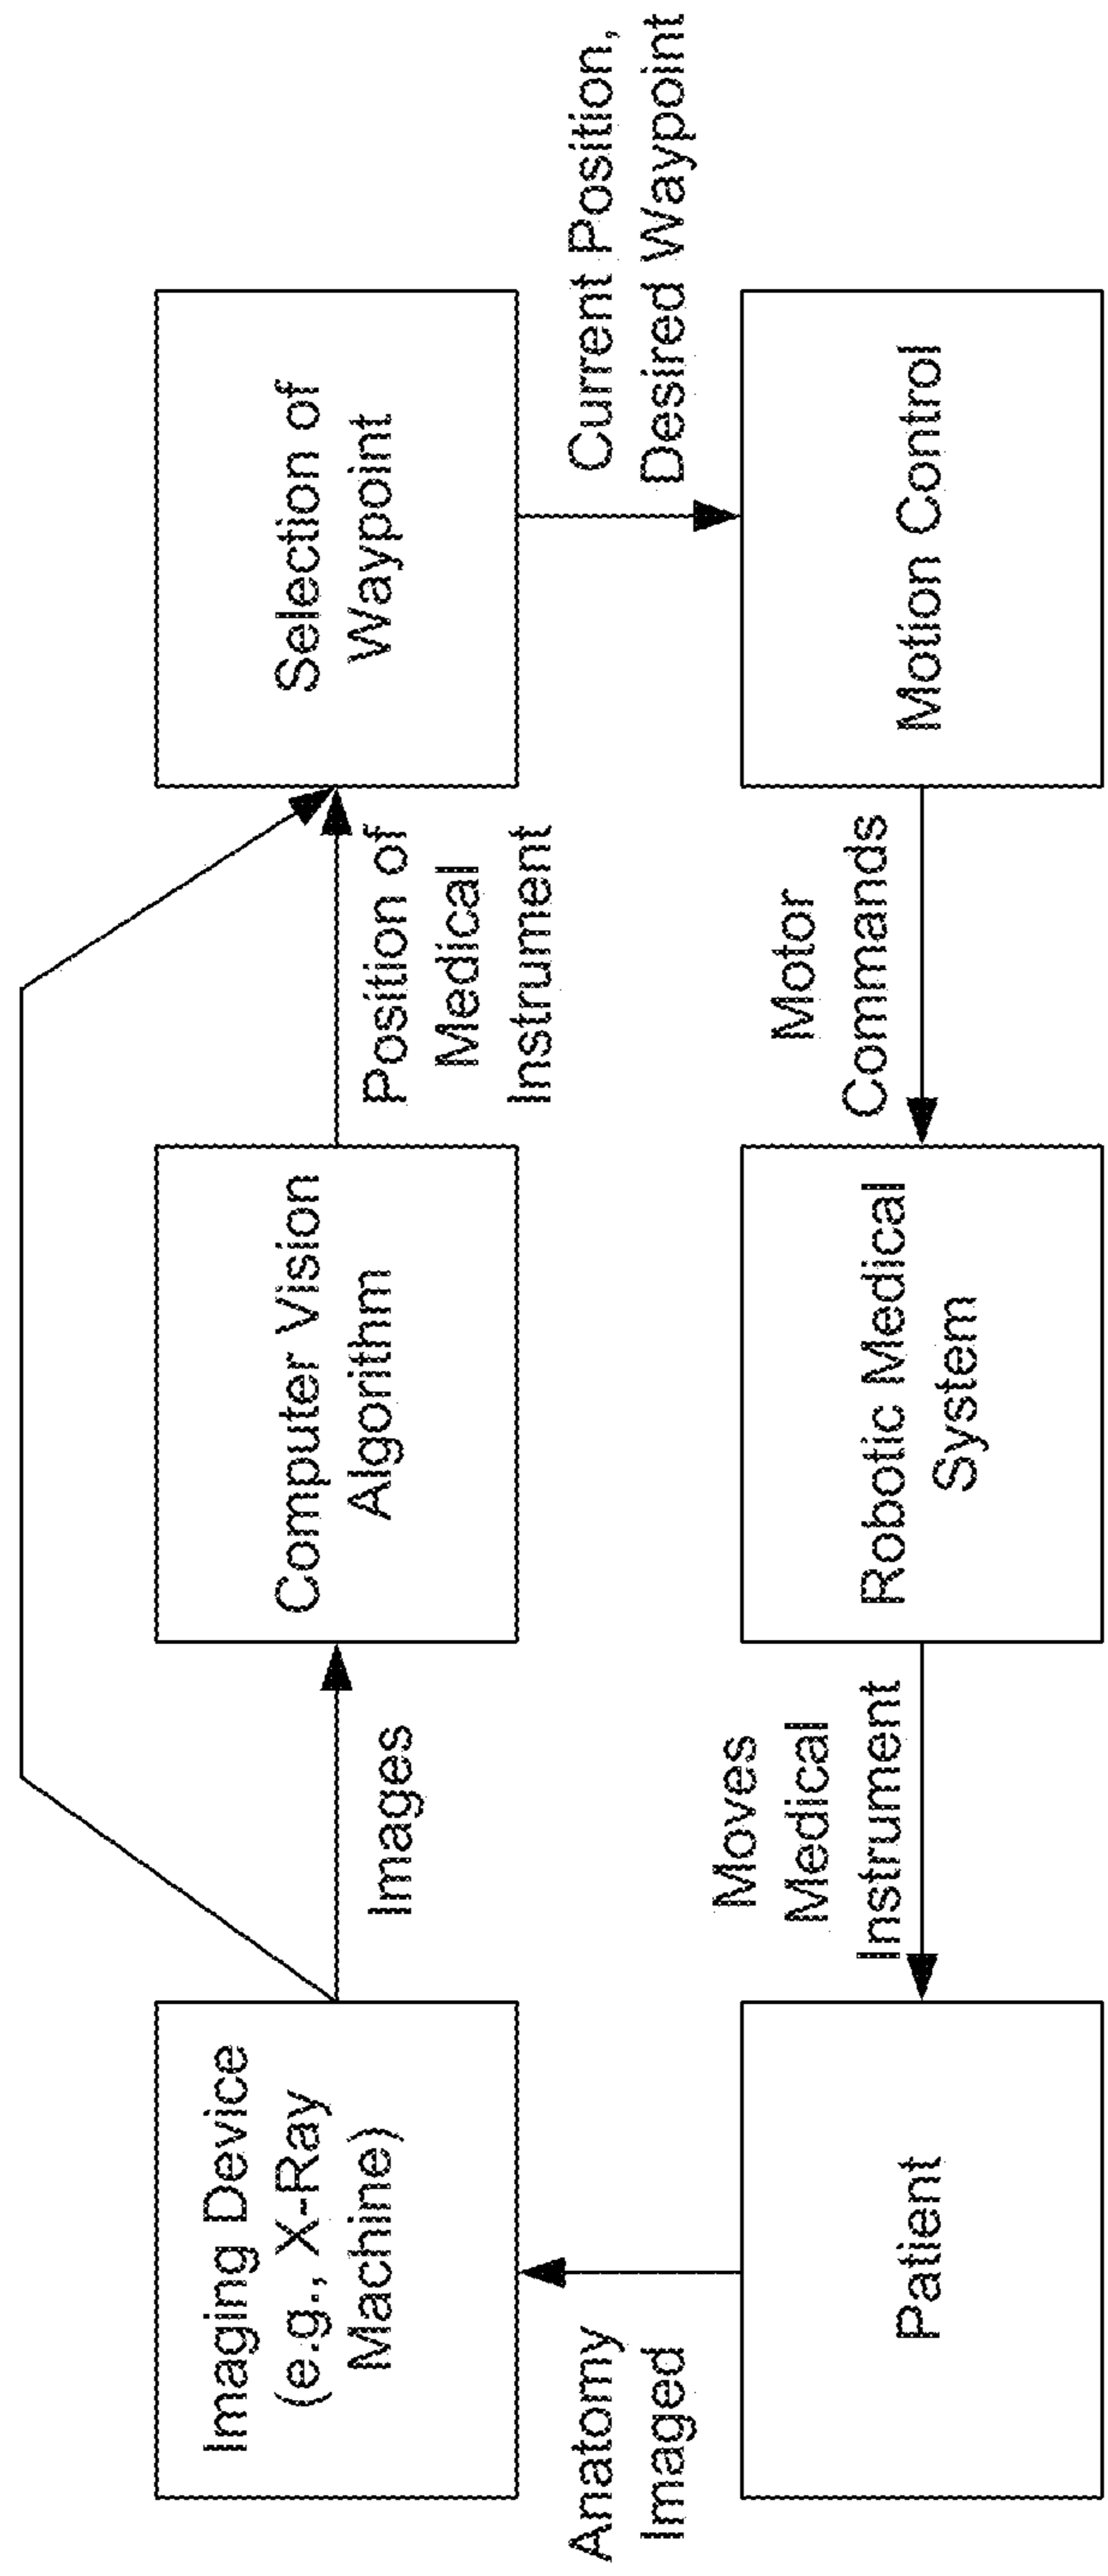 Imaging Device
(e.g., X-Ray
Machine)
Images
Computer Vision
Algorithm
Position of
Medical
Instrument
Selection of
Waypoint
Current Position,
Desired Waypoint
Motion Control
Motor
Commands
Robotic Medical
System
Moves
Medical
Instrument
Patient
Anatomy
Imaged